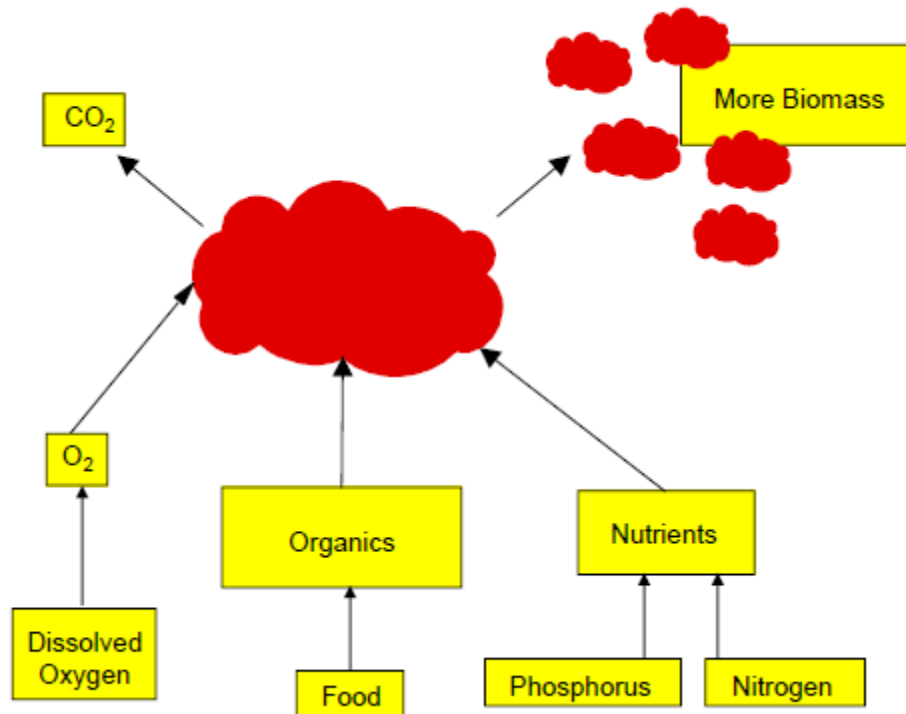 More Biomass
CO₂
O₂
Organics
Nutrients
Dissolved
Oxygen
Food
Phosphorus
Nitrogen